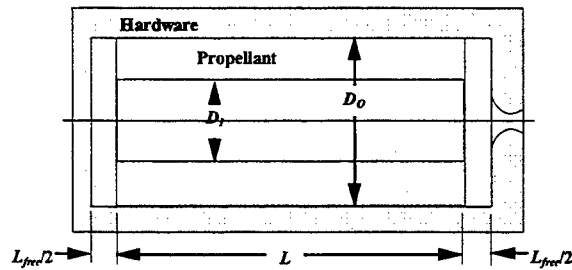 Hardware
Propellant
D_I
D_O
L_free/2
L
L_free/2